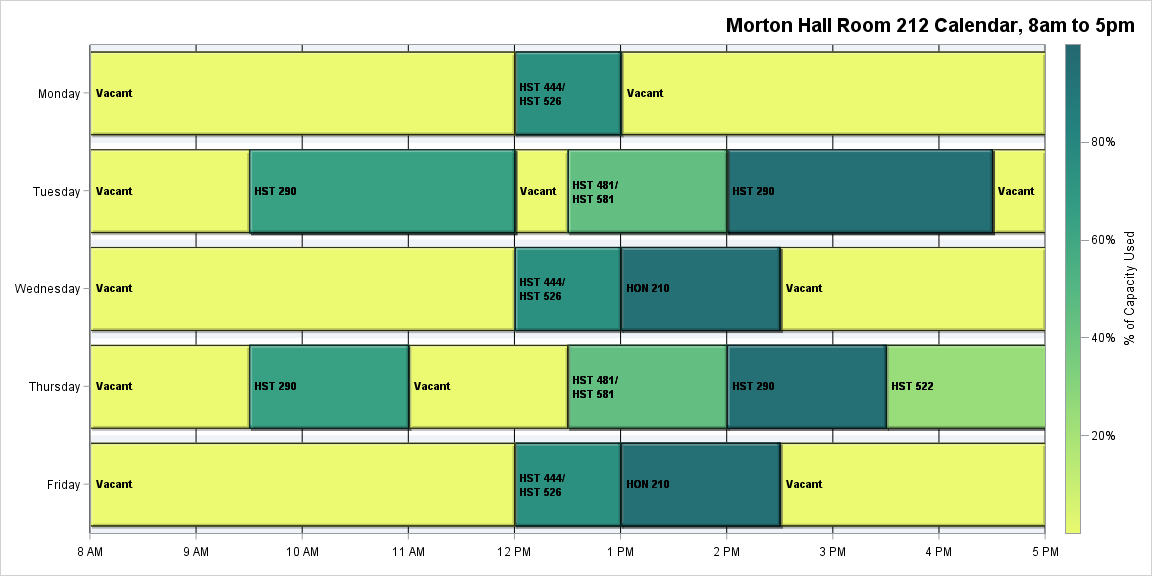 Morton Hall Room 212 Calendar, 8am to 5pm
Monday
Vacant
HST 444/
HST 526
Vacant
Tuesday
Vacant
HST 290
Vacant
HST 481/
HST 581
HST 290
Vacant
Wednesday
Vacant
HST 444/
HST 526
HON 210
Vacant
Thursday
Vacant
HST 290
Vacant
HST 481/
HST 581
HST 290
HST 522
Friday
Vacant
HST 444/
HST 526
HON 210
Vacant
8 AM 9 AM 10 AM 11 AM 12 PM 1 PM 2 PM 3 PM 4 PM 5 PM
80%
60%
40%
20%
% of Capacity Used